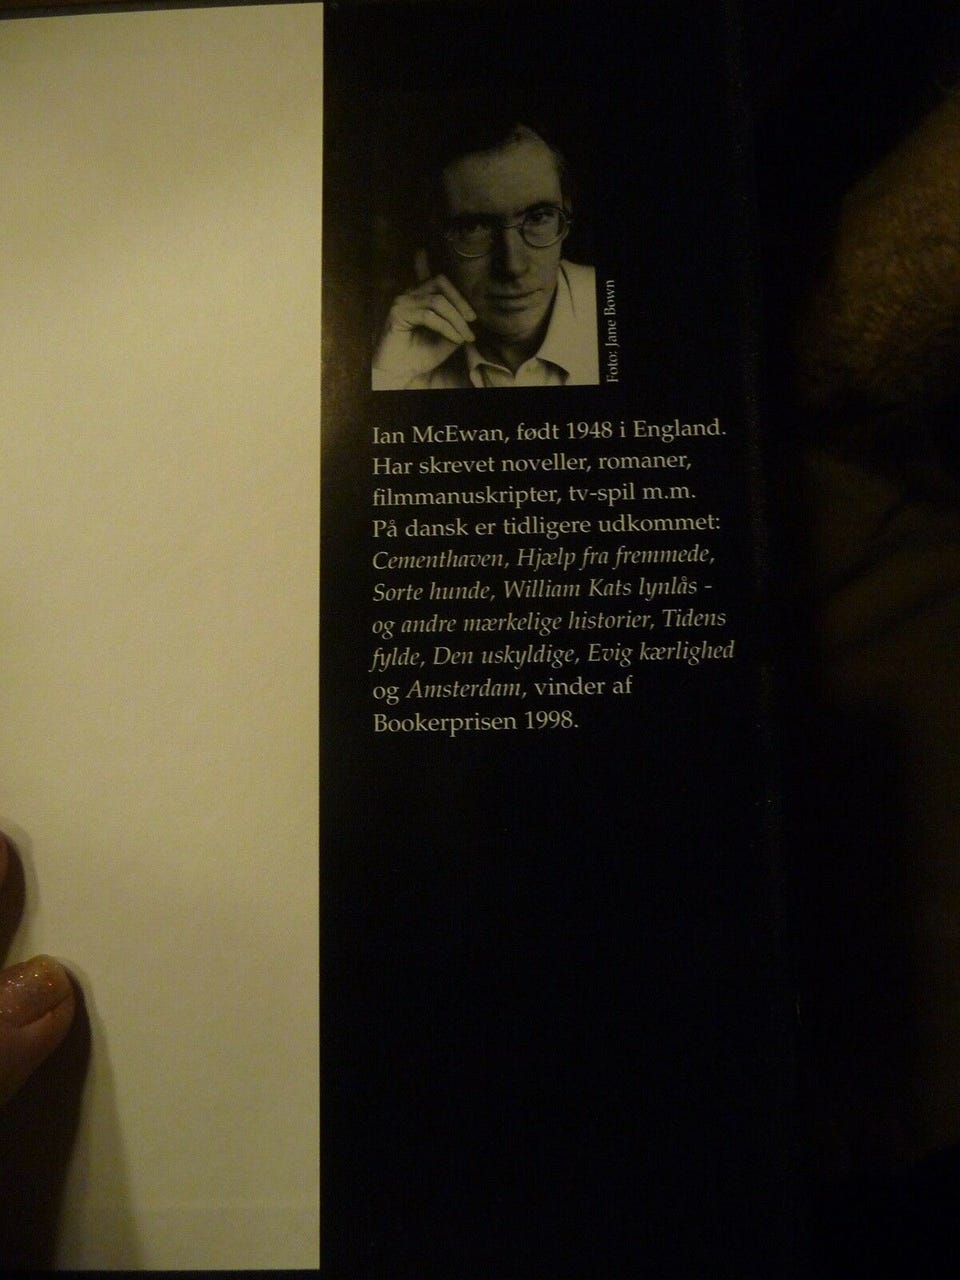 Foto: Jane Bown
Ian McEwan, født 1948 i England.
Har skrevet noveller, romaner,
filmmanuskripter, tv-spil m.m.
På dansk er tidligere udkommet:
Cementhaven, Hjælp fra fremmede,
Sorte hunde, William Kats lynlås -
og andre mærkelige historier, Tidens
fylde, Den uskyldige, Evig kærlighed
og Amsterdam, vinder af
Bookerprisen 1998.